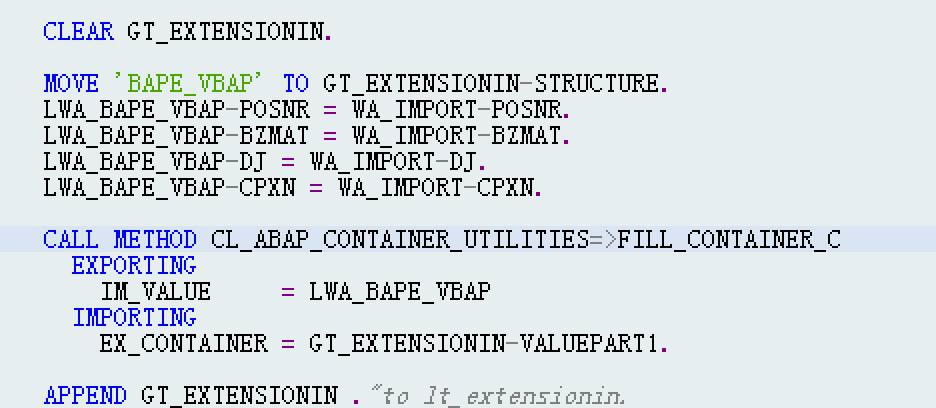 CLEAR GT_EXTENSIONIN.
MOVE 'BAPE_VBAP' TO GT_EXTENSIONIN-STRUCTURE.
LWA_BAPE_VBAP-POSNR = WA_IMPORT-POSNR.
LWA_BAPE_VBAP-BZMAT = WA_IMPORT-BZMAT.
LWA_BAPE_VBAP-DJ = WA_IMPORT-DJ.
LWA_BAPE_VBAP-CPXN = WA_IMPORT-CPXN.
CALL METHOD CL_ABAP_CONTAINER_UTILITIES=>FILL_CONTAINER_C
EXPORTING
IM_VALUE = LWA_BAPE_VBAP
IMPORTING
EX_CONTAINER = GT_EXTENSIONIN-VALUEPART1.
APPEND GT_EXTENSIONIN . "to lt_extensionin.